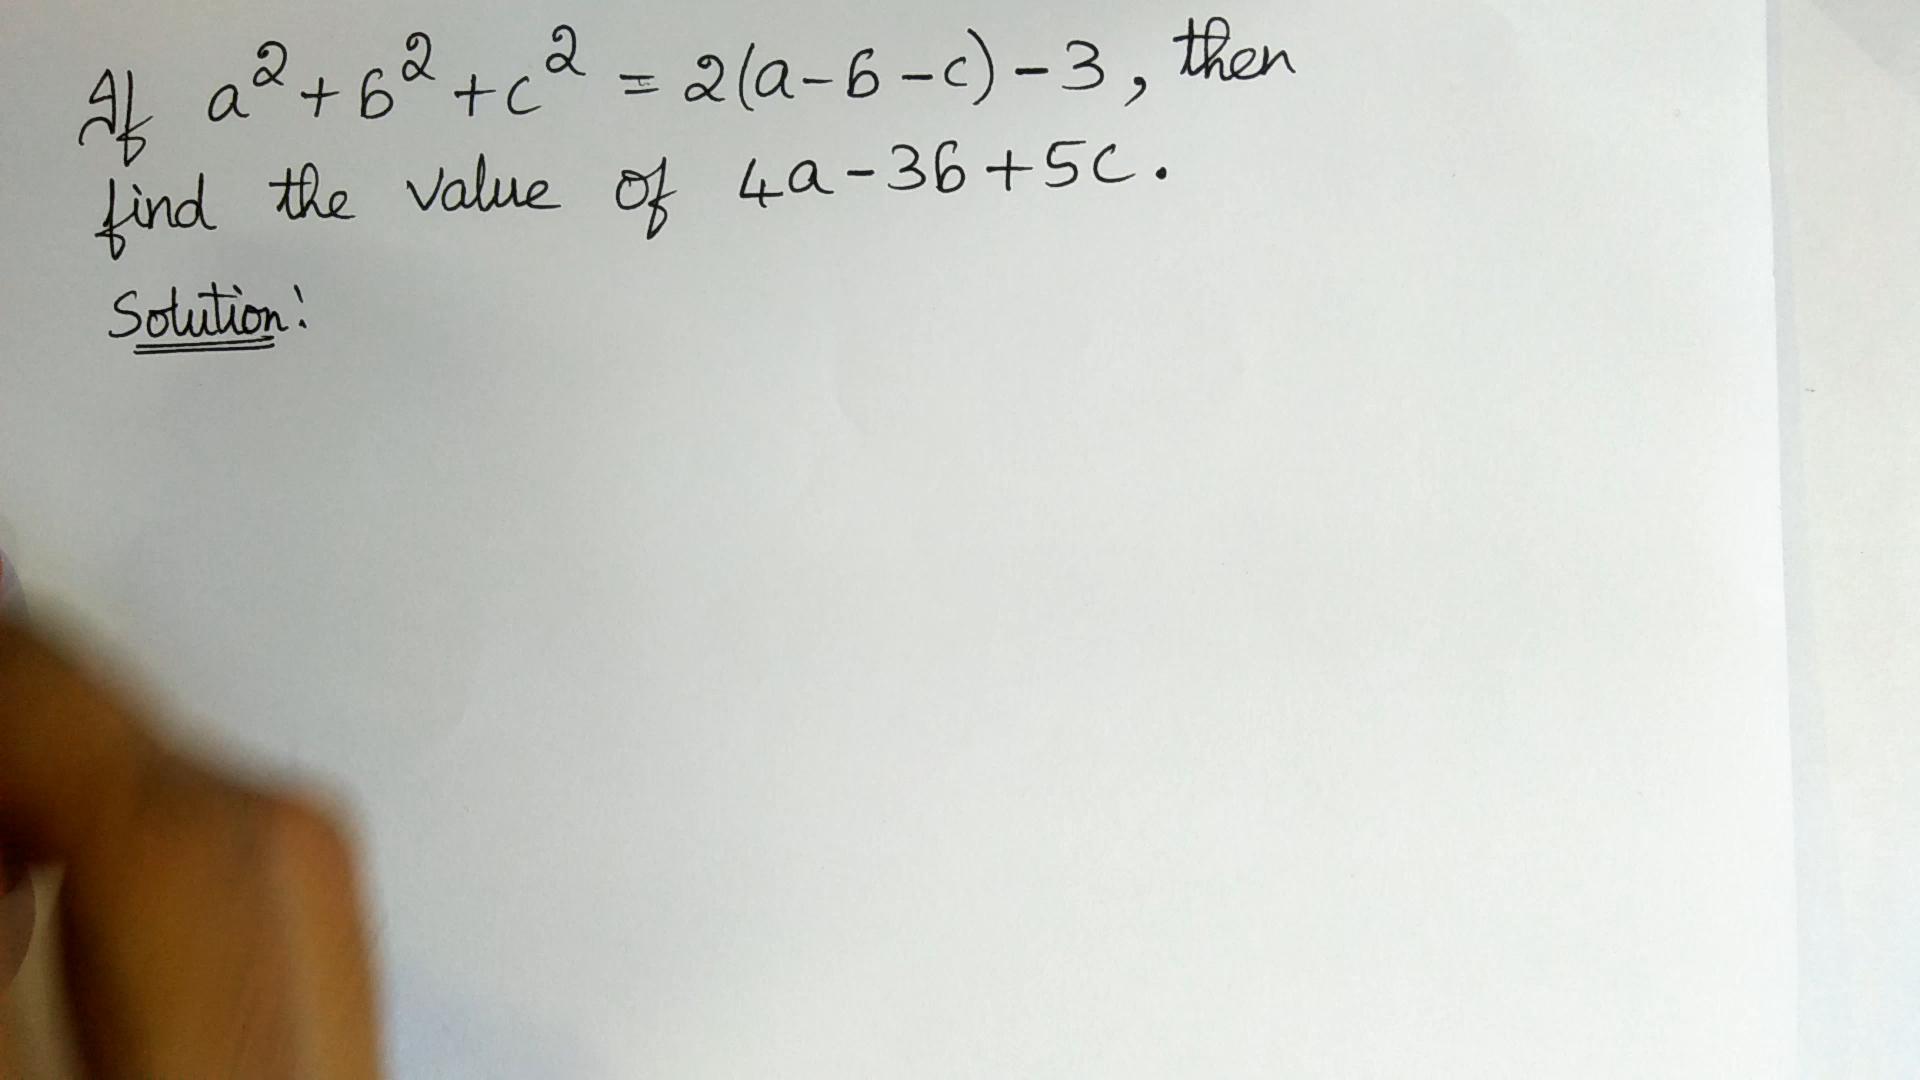 If a²+b²+c² = 2(a-b-c)-3, then
find the value of 4a-3b+5c.
Solution: